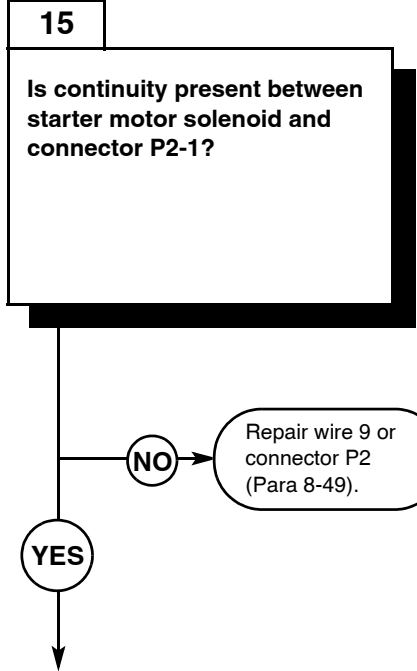 15
Is continuity present between
starter motor solenoid and
connector P2-1?
NO
Repair wire 9 or
connector P2
(Para 8-49).
YES